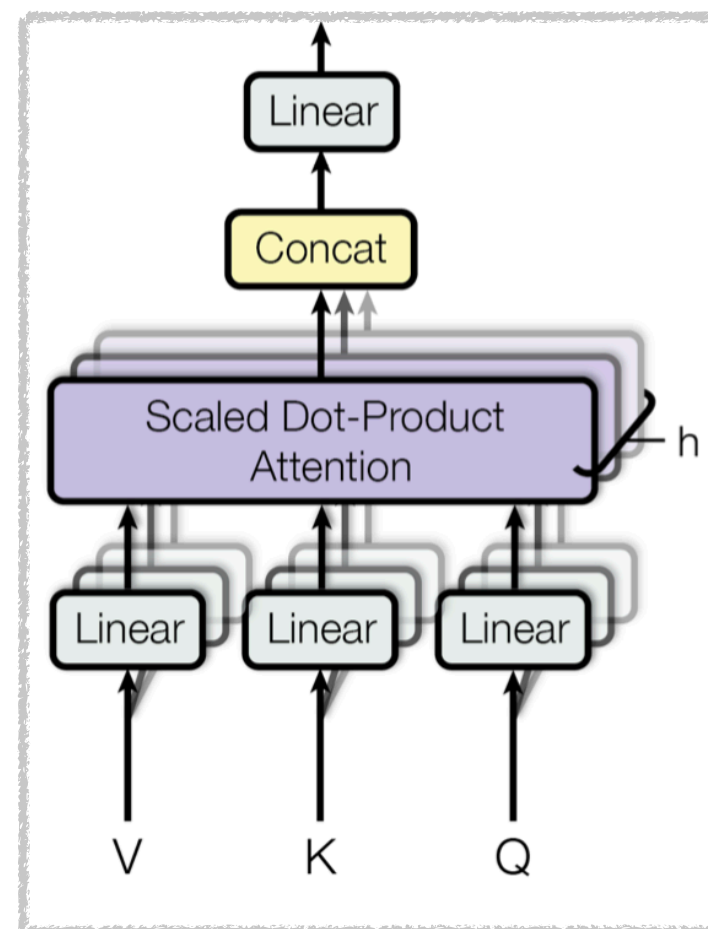 Linear
Concat
Scaled Dot-Product
Attention
h
Linear Linear Linear
V K Q